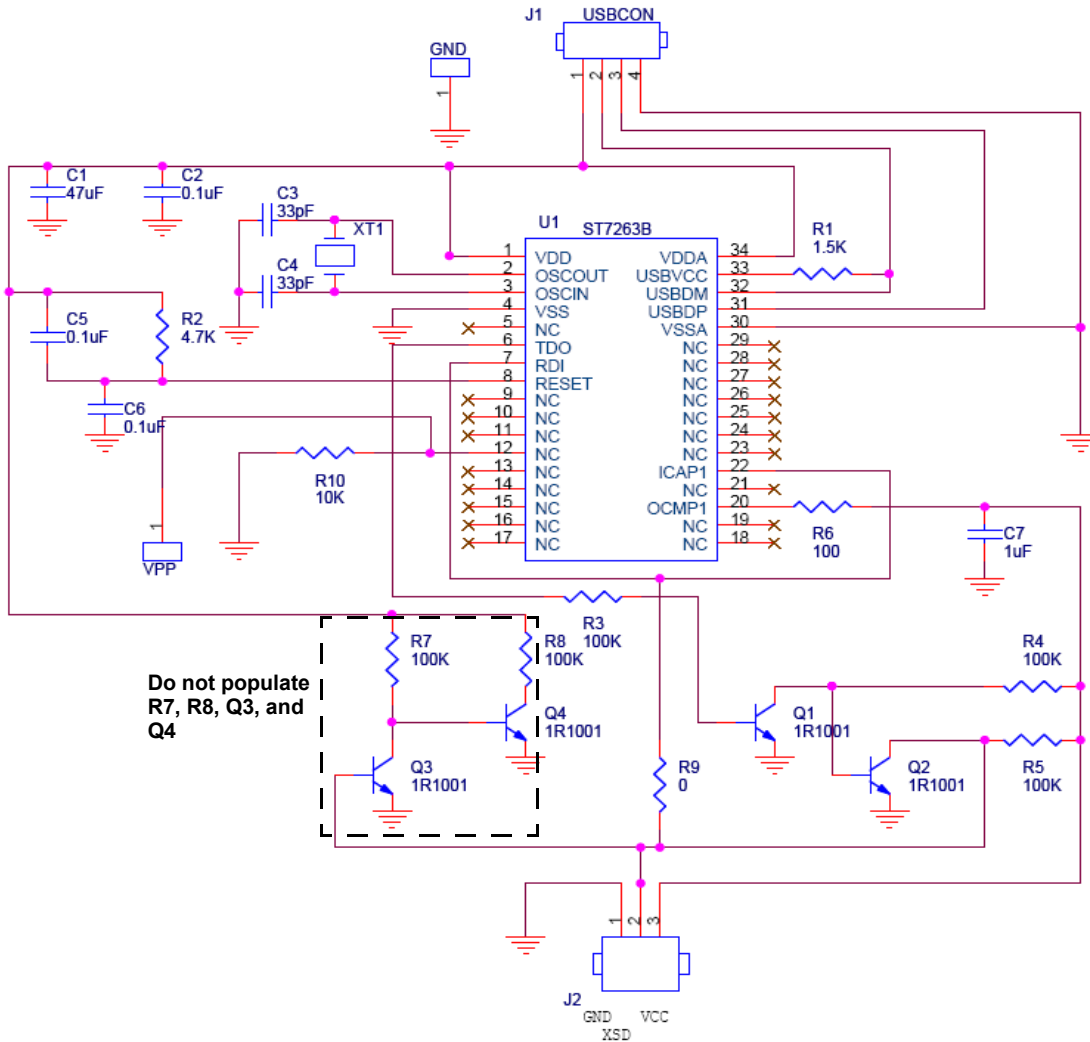 J1 USBCON
1 2 3 4
GND
1
C1
47uF
C2
0.1uF
C3
33pF
XT1
C4
33pF
C5
0.1uF
R2
4.7K
C6
0.1uF
R10
10K
1
VPP
U1 ST7263B
1 VDD VDDA 34
2 OSCOUT USBVCC 33
3 OSCIN USBDM 32
4 VSS USBDP 31
5 NC VSSA 30
6 TDO NC 29
7 RDI NC 28
8 RESET NC 27
9 NC NC 26
10 NC NC 25
11 NC NC 24
12 NC NC 23
13 NC ICAP1 22
14 NC NC 21
15 NC OCMP1 20
16 NC NC 19
17 NC NC 18
R1
1.5K
R6
100
C7
1uF
R3
100K
R7
100K
R8
100K
R4
100K
Do not populate
R7, R8, Q3, and
Q4
Q4
1R1001
Q3
1R1001
Q1
1R1001
Q2
1R1001
R5
100K
R9
0
1 2 3
J2
GND VCC
XSD